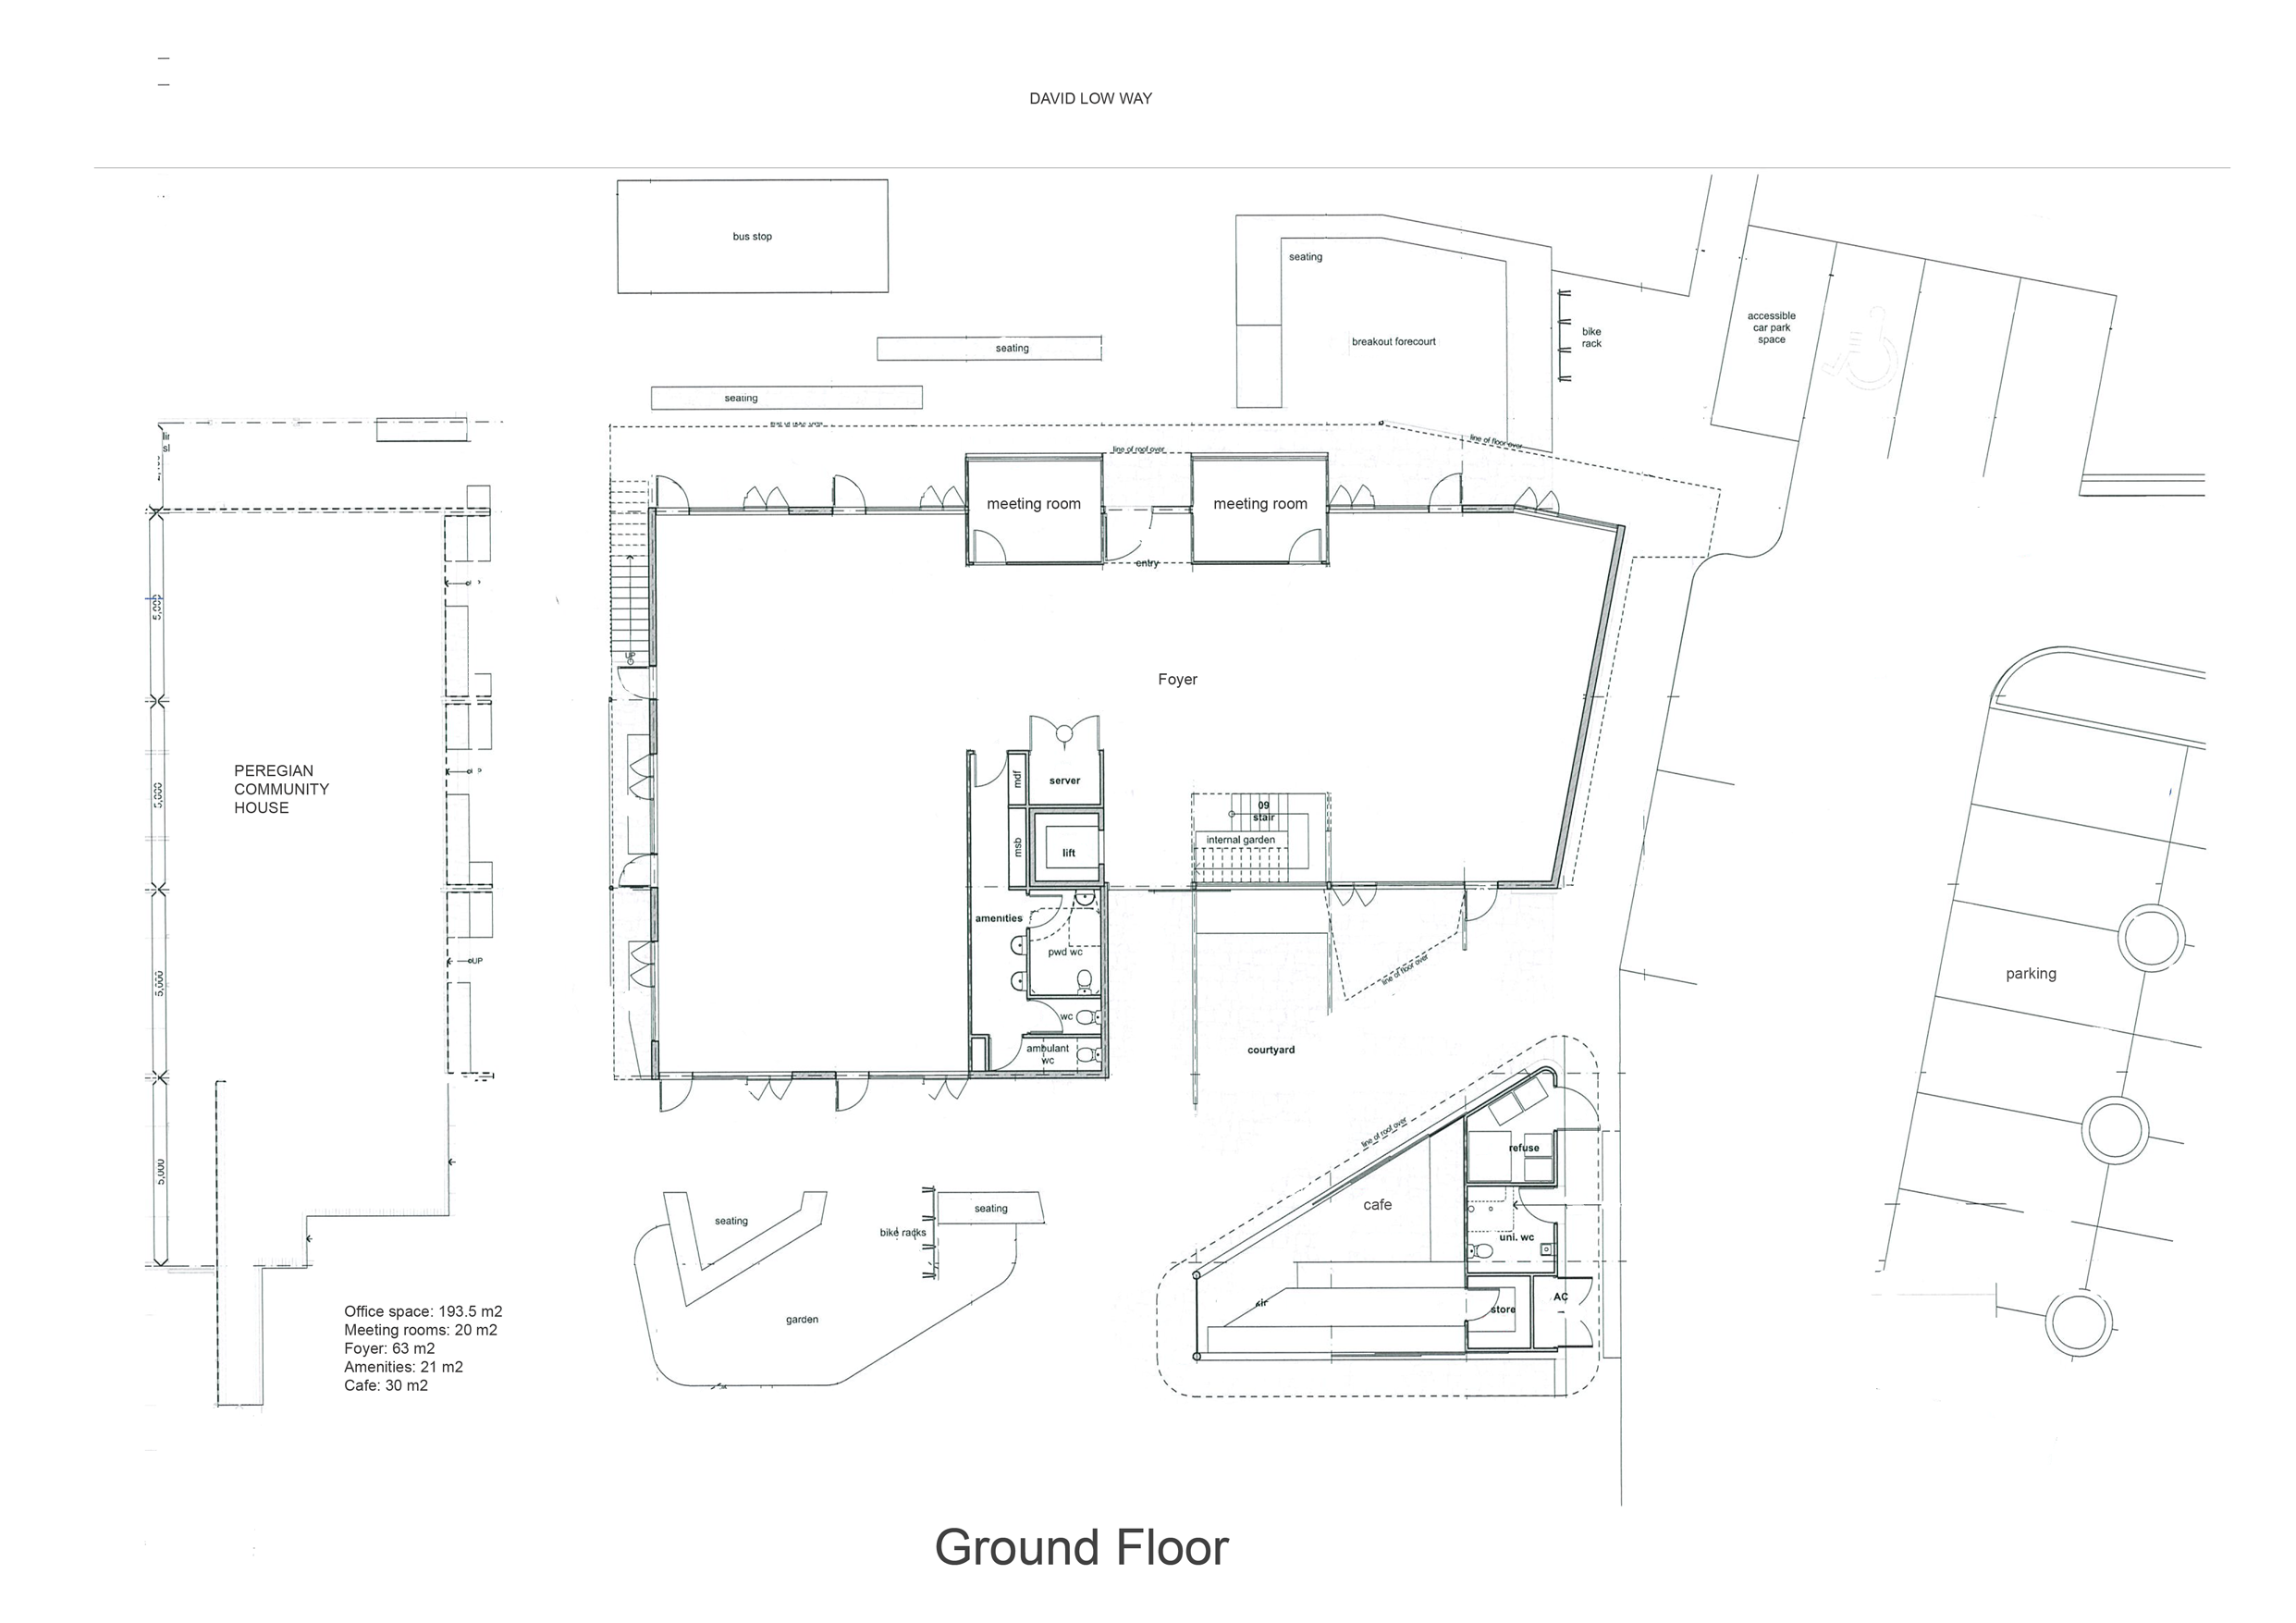 DAVID LOW WAY
bus stop
seating
breakout forecourt
bike
rack
accessible
car park
space
seating
seating
line of roof over
line of floor over
meeting room
meeting room
entry
5,000
UP
Foyer
PEREGIAN
COMMUNITY
HOUSE
5,000
server
mdf
09
stair
internal garden
msb
lift
amenities
pwd wc
UP
5,000
line of floor over
parking
wc
ambulant
wc
courtyard
line of roof over
refuse
5,000
cafe
seating
seating
bike racks
uni. wc
AC
store
garden
Office space: 193.5 m2
Meeting rooms: 20 m2
Foyer: 63 m2
Amenities: 21 m2
Cafe: 30 m2
Ground Floor